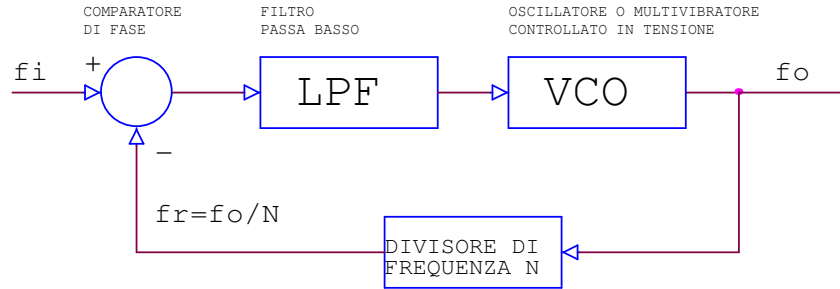 COMPARATORE
DI FASE
FILTRO
PASSA BASSO
OSCILLATORE O MULTIVIBRATORE
CONTROLLATO IN TENSIONE
fi
+
LPF
VCO
fo
−
fr=fo/N
DIVISORE DI
FREQUENZA N